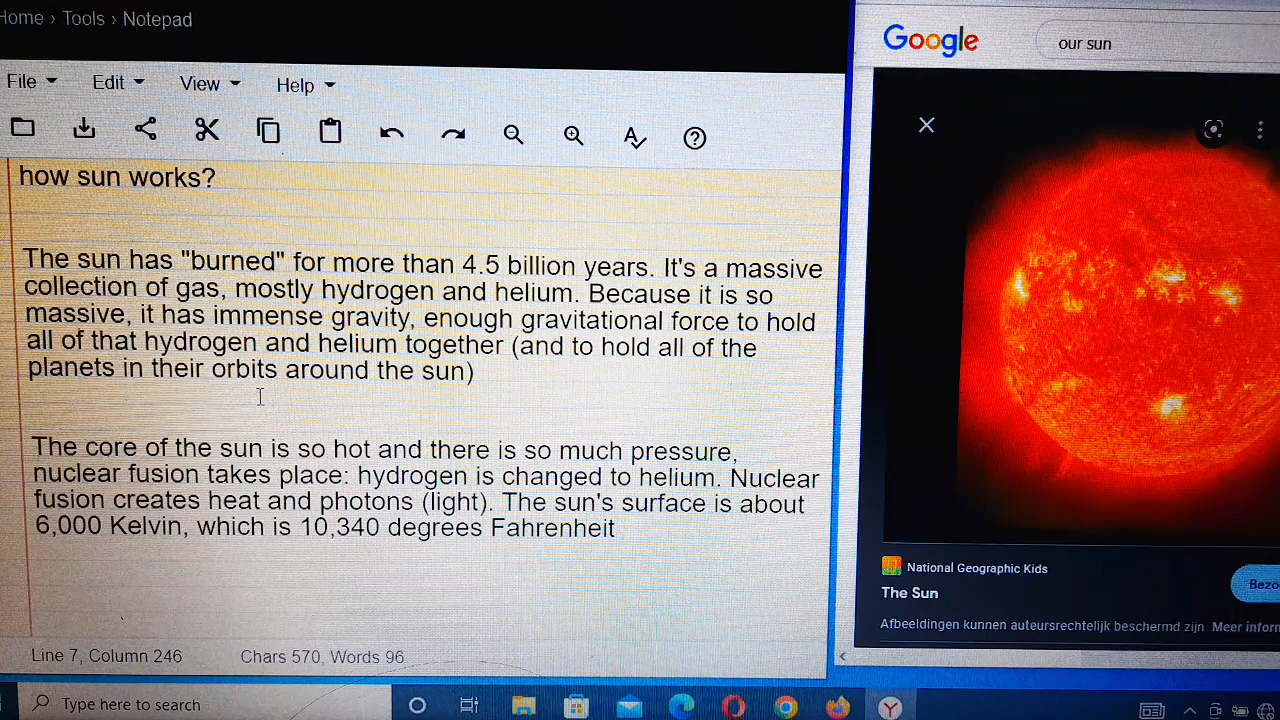 Home › Tools › Notepad
File Edit View Help
how sun works?
The sun has "burned" for more than 4.5 billion years. It's a massive
collection of gas, mostly hydrogen and helium. Because it is so
massive, it has immense gravity, enough gravitational force to hold
all of that hydrogen and helium together (and to hold all of the
planets in their orbits around the sun)
The core of the sun is so hot and there is so much pressure,
nuclear fusion takes place: hydrogen is changed to helium. Nuclear
fusion creates heat and photons (light). The sun's surface is about
6,000 Kelvin, which is 10,340 degrees Fahrenheit
Line 7, Column 246 Chars 570, Words 96
Type here to search
Google
our sun
National Geographic Kids
The Sun
Bezo
Afbeeldingen kunnen auteursrechtelijk beschermd zijn. Meer inform